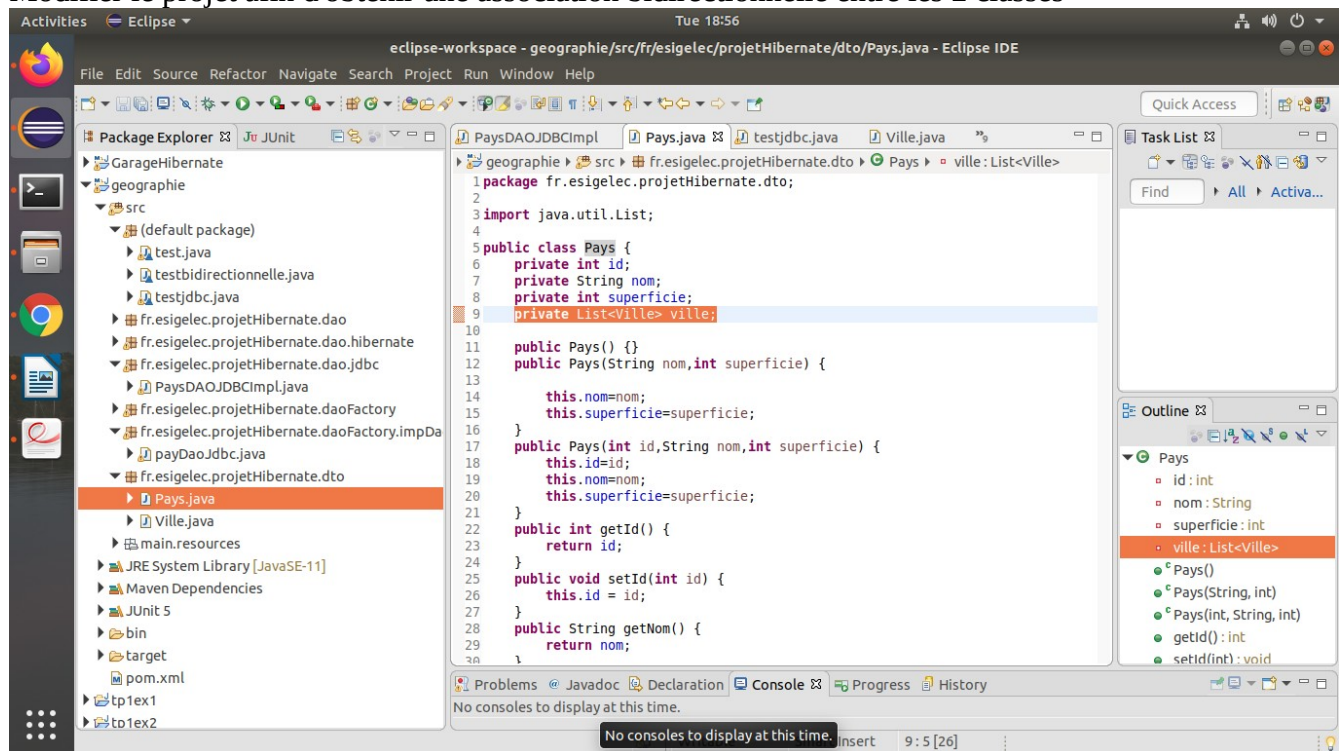 Modifier le projet afin d'obtenir une association bidirectionnelle entre les 2 classes
Activities Eclipse Tue 18:56
eclipse-workspace - geographie/src/fr/esigelec/projetHibernate/dto/Pays.java - Eclipse IDE
File Edit Source Refactor Navigate Search Project Run Window Help
Quick Access
Package Explorer JUnit
GarageHibernate
geographie
src
(default package)
test.java
testbidirectionnelle.java
testjdbc.java
fr.esigelec.projetHibernate.dao
fr.esigelec.projetHibernate.dao.hibernate
fr.esigelec.projetHibernate.dao.jdbc
PaysDAOJDBCImpl.java
fr.esigelec.projetHibernate.daoFactory
fr.esigelec.projetHibernate.daoFactory.impDa
payDaoJdbc.java
fr.esigelec.projetHibernate.dto
Pays.java
Ville.java
main.resources
JRE System Library [JavaSE-11]
Maven Dependencies
JUnit 5
bin
target
pom.xml
tp1ex1
tp1ex2
PaysDAOJDBCImpl Pays.java testjdbc.java Ville.java »9
geographie src fr.esigelec.projetHibernate.dto Pays ville : List<Ville>
1 package fr.esigelec.projetHibernate.dto;
2
3 import java.util.List;
4
5 public class Pays {
6 private int id;
7 private String nom;
8 private int superficie;
9 private List<Ville> ville;
10
11 public Pays() {}
12 public Pays(String nom,int superficie) {
13
14 this.nom=nom;
15 this.superficie=superficie;
16 }
17 public Pays(int id,String nom,int superficie) {
18 this.id=id;
19 this.nom=nom;
20 this.superficie=superficie;
21 }
22 public int getId() {
23 return id;
24 }
25 public void setId(int id) {
26 this.id = id;
27 }
28 public String getNom() {
29 return nom;
30 }
Task List
Find All Activa...
Outline
Pays
id : int
nom : String
superficie : int
ville : List<Ville>
Pays()
Pays(String, int)
Pays(int, String, int)
getId() : int
setId(int) : void
Problems Javadoc Declaration Console Progress History
No consoles to display at this time.
No consoles to display at this time.
Insert 9 : 5 [26]